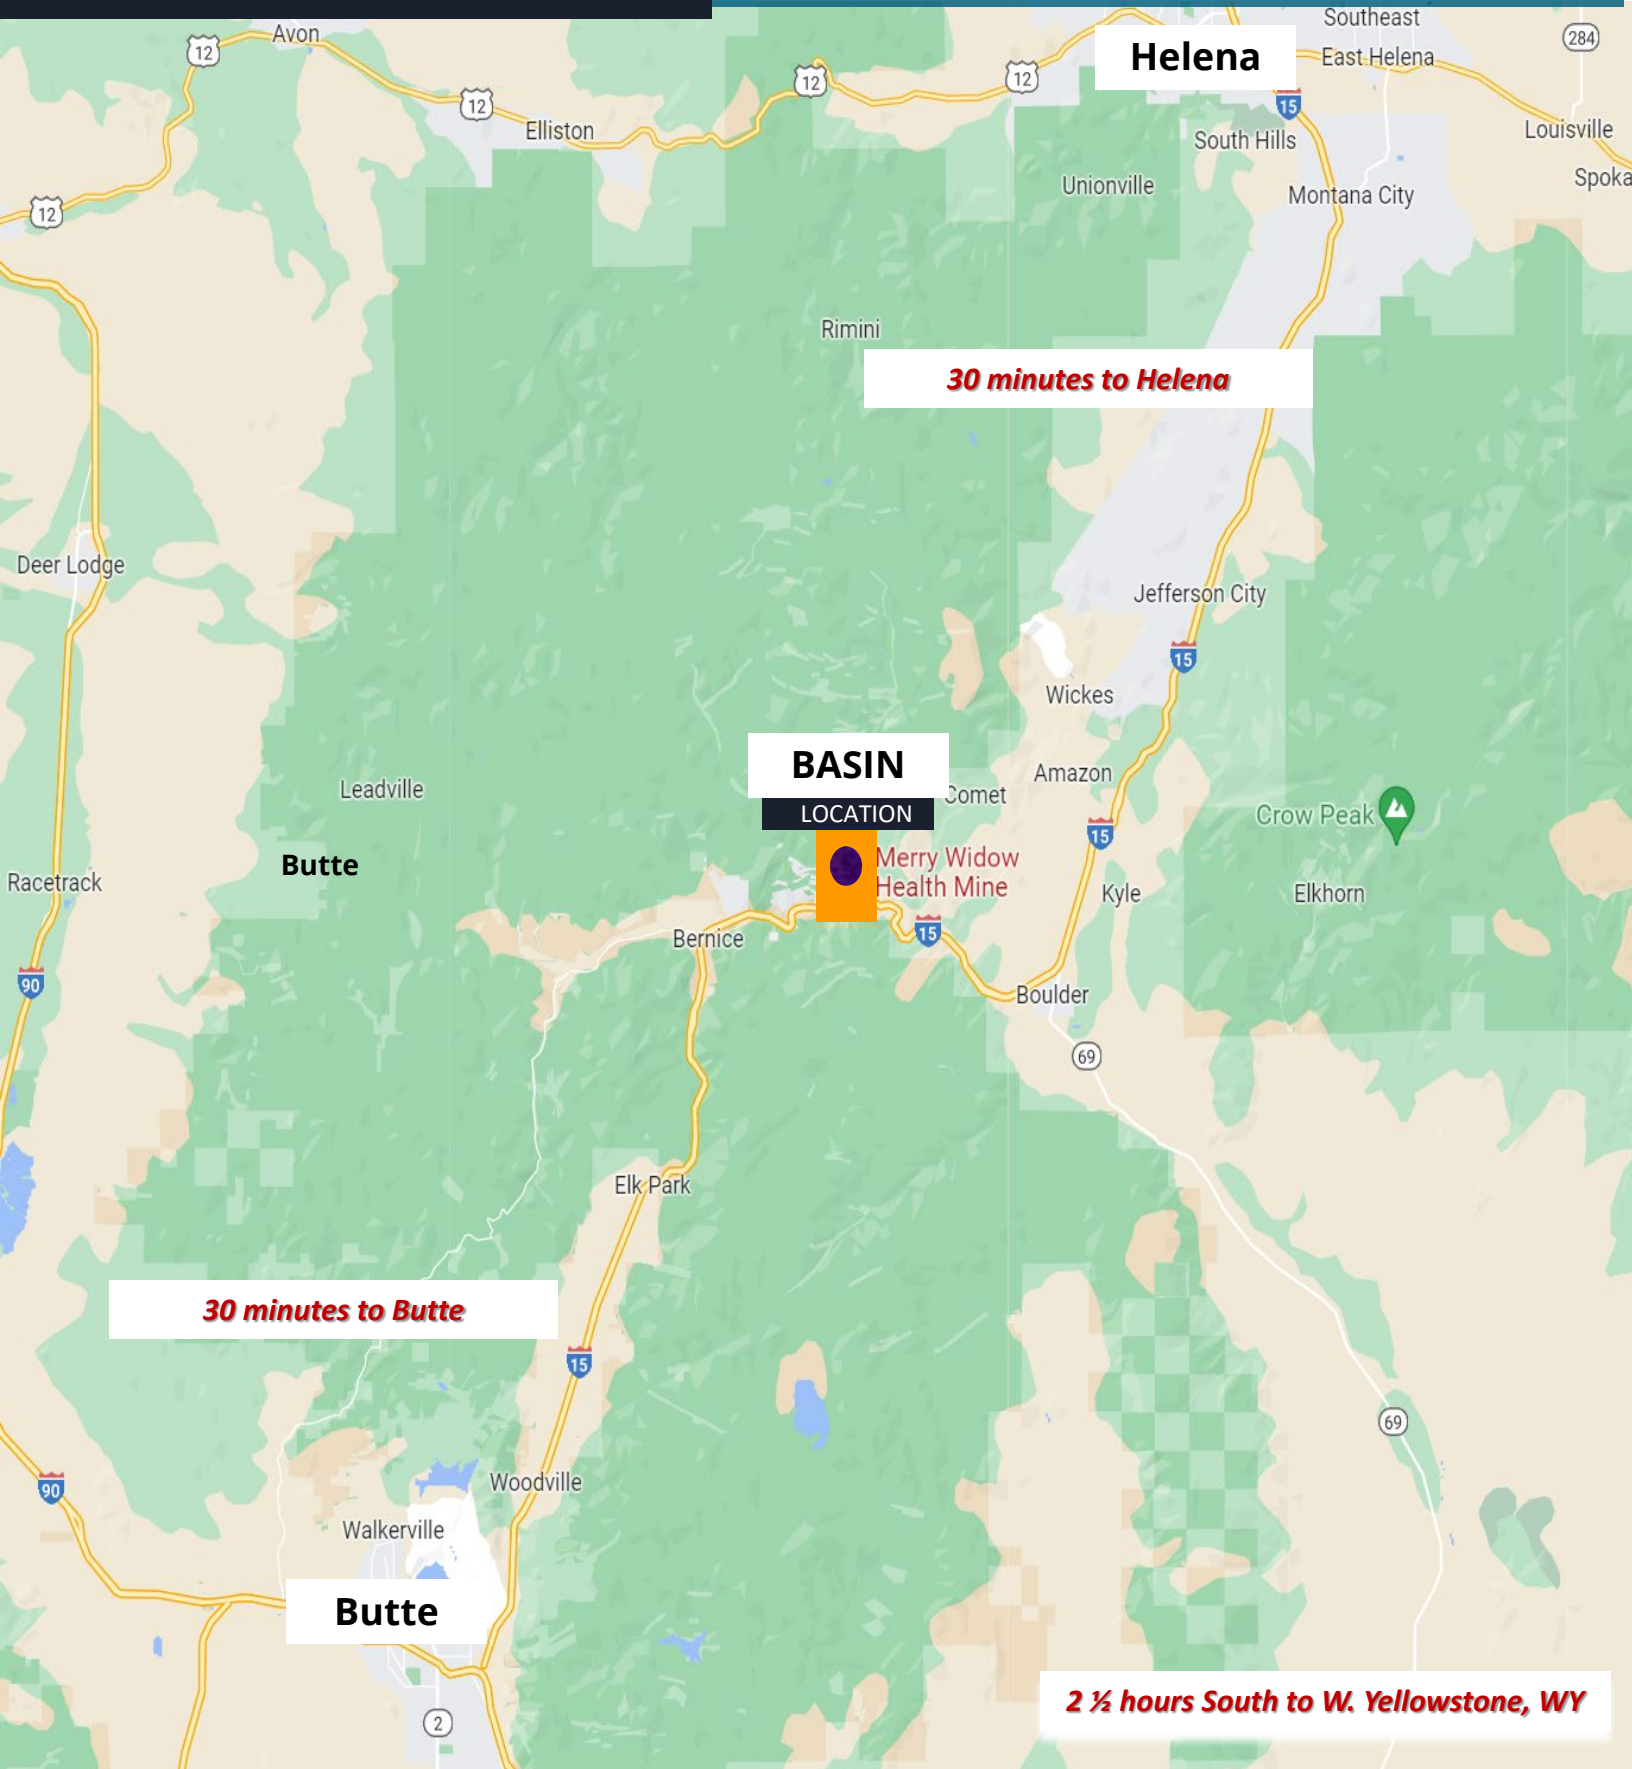 Southeast
Helena
284
Avon
12
East Helena
12
12
12
15
Elliston
Louisville
South Hills
Spoka
Unionville
Montana City
12
Rimini
30 minutes to Helena
Deer Lodge
Jefferson City
15
Wickes
BASIN
Amazon
Leadville
Comet
LOCATION
Crow Peak
15
Butte
Merry Widow
Health Mine
Racetrack
Kyle
Elkhorn
15
Bernice
90
Boulder
69
Elk Park
30 minutes to Butte
15
69
Woodville
90
Walkerville
Butte
2 ½ hours South to W. Yellowstone, WY
2